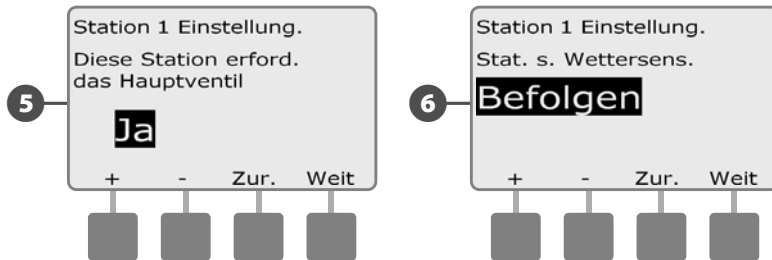 Station 1 Einstellung.
Diese Station erford.
das Hauptventil
5
Ja
+ - Zur. Weit
Station 1 Einstellung.
Stat. s. Wettersens.
6
Befolgen
+ - Zur. Weit